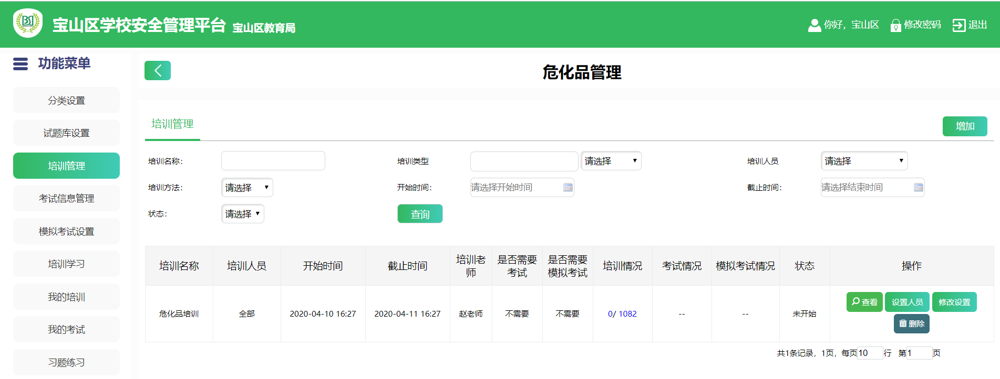 宝山区学校安全管理平台 宝山区教育局
你好，宝山区 修改密码 退出
功能菜单
分类设置
试题库设置
培训管理
考试信息管理
模拟考试设置
培训学习
我的培训
我的考试
习题练习
危化品管理
培训管理
增加
培训名称：
培训类型 请选择
培训人员 请选择
培训方法： 请选择
开始时间： 请选择开始时间
截止时间： 请选择结束时间
状态： 请选择
查询
培训名称 培训人员 开始时间 截止时间 培训老师 是否需要考试 是否需要模拟考试 培训情况 考试情况 模拟考试情况 状态 操作
危化品培训 全部 2020-04-10 16:27 2020-04-11 16:27 赵老师 不需要 不需要 0/ 1082 -- -- 未开始 查看 设置人员 修改设置
删除
共1条记录，1页，每页10行 第1页